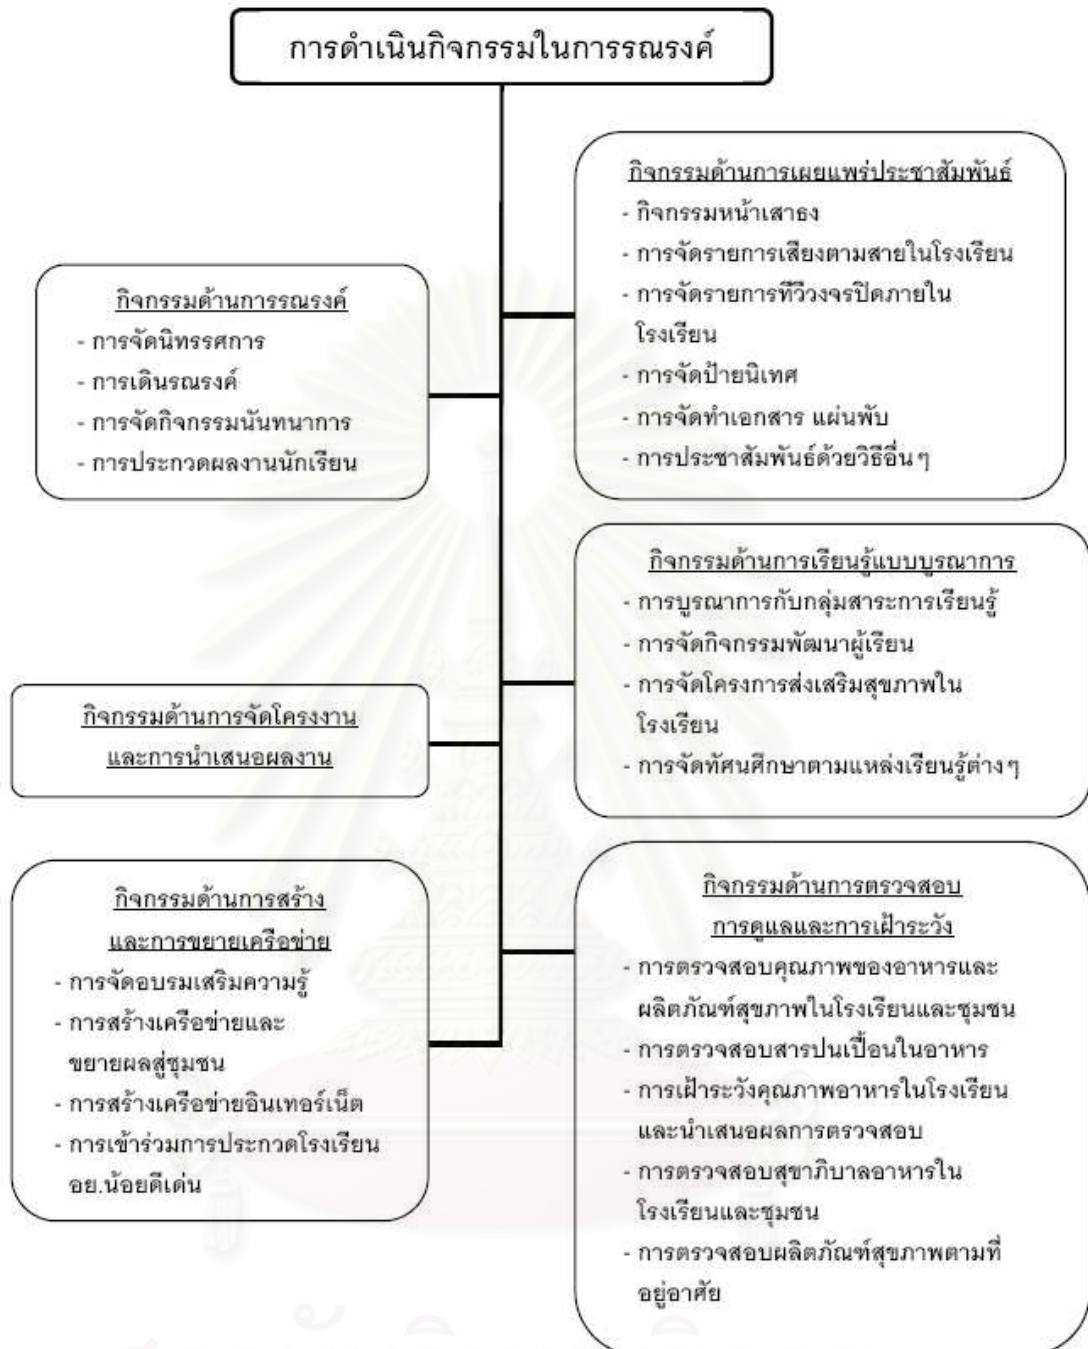 การดำเนินกิจกรรมในการรณรงค์
กิจกรรมด้านการเผยแพร่ประชาสัมพันธ์
- กิจกรรมหน้าเสาธง
- การจัดรายการเสียงตามสายในโรงเรียน
- การจัดรายการทีวีวงจรปิดภายใน
โรงเรียน
- การจัดป้ายนิเทศ
- การจัดทำเอกสาร แผ่นพับ
- การประชาสัมพันธ์ด้วยวิธีอื่นๆ
กิจกรรมด้านการรณรงค์
- การจัดนิทรรศการ
- การเดินรณรงค์
- การจัดกิจกรรมนันทนาการ
- การประกวดผลงานนักเรียน
กิจกรรมด้านการเรียนรู้แบบบูรณาการ
- การบูรณาการกับกลุ่มสาระการเรียนรู้
- การจัดกิจกรรมพัฒนาผู้เรียน
- การจัดโครงการส่งเสริมสุขภาพใน
โรงเรียน
- การจัดทัศนศึกษาตามแหล่งเรียนรู้ต่างๆ
กิจกรรมด้านการจัดโครงงาน
และการนำเสนอผลงาน
กิจกรรมด้านการสร้าง
และการขยายเครือข่าย
- การจัดอบรมเสริมความรู้
- การสร้างเครือข่ายและ
ขยายผลสู่ชุมชน
- การสร้างเครือข่ายอินเทอร์เน็ต
- การเข้าร่วมการประกวดโรงเรียน
อย.น้อยดีเด่น
กิจกรรมด้านการตรวจสอบ
การดูแลและการเฝ้าระวัง
- การตรวจสอบคุณภาพของอาหารและ
ผลิตภัณฑ์สุขภาพในโรงเรียนและชุมชน
- การตรวจสอบสารปนเปื้อนในอาหาร
- การเฝ้าระวังคุณภาพอาหารในโรงเรียน
และนำเสนอผลการตรวจสอบ
- การตรวจสอบสุขาภิบาลอาหารใน
โรงเรียนและชุมชน
- การตรวจสอบผลิตภัณฑ์สุขภาพตามที่
อยู่อาศัย